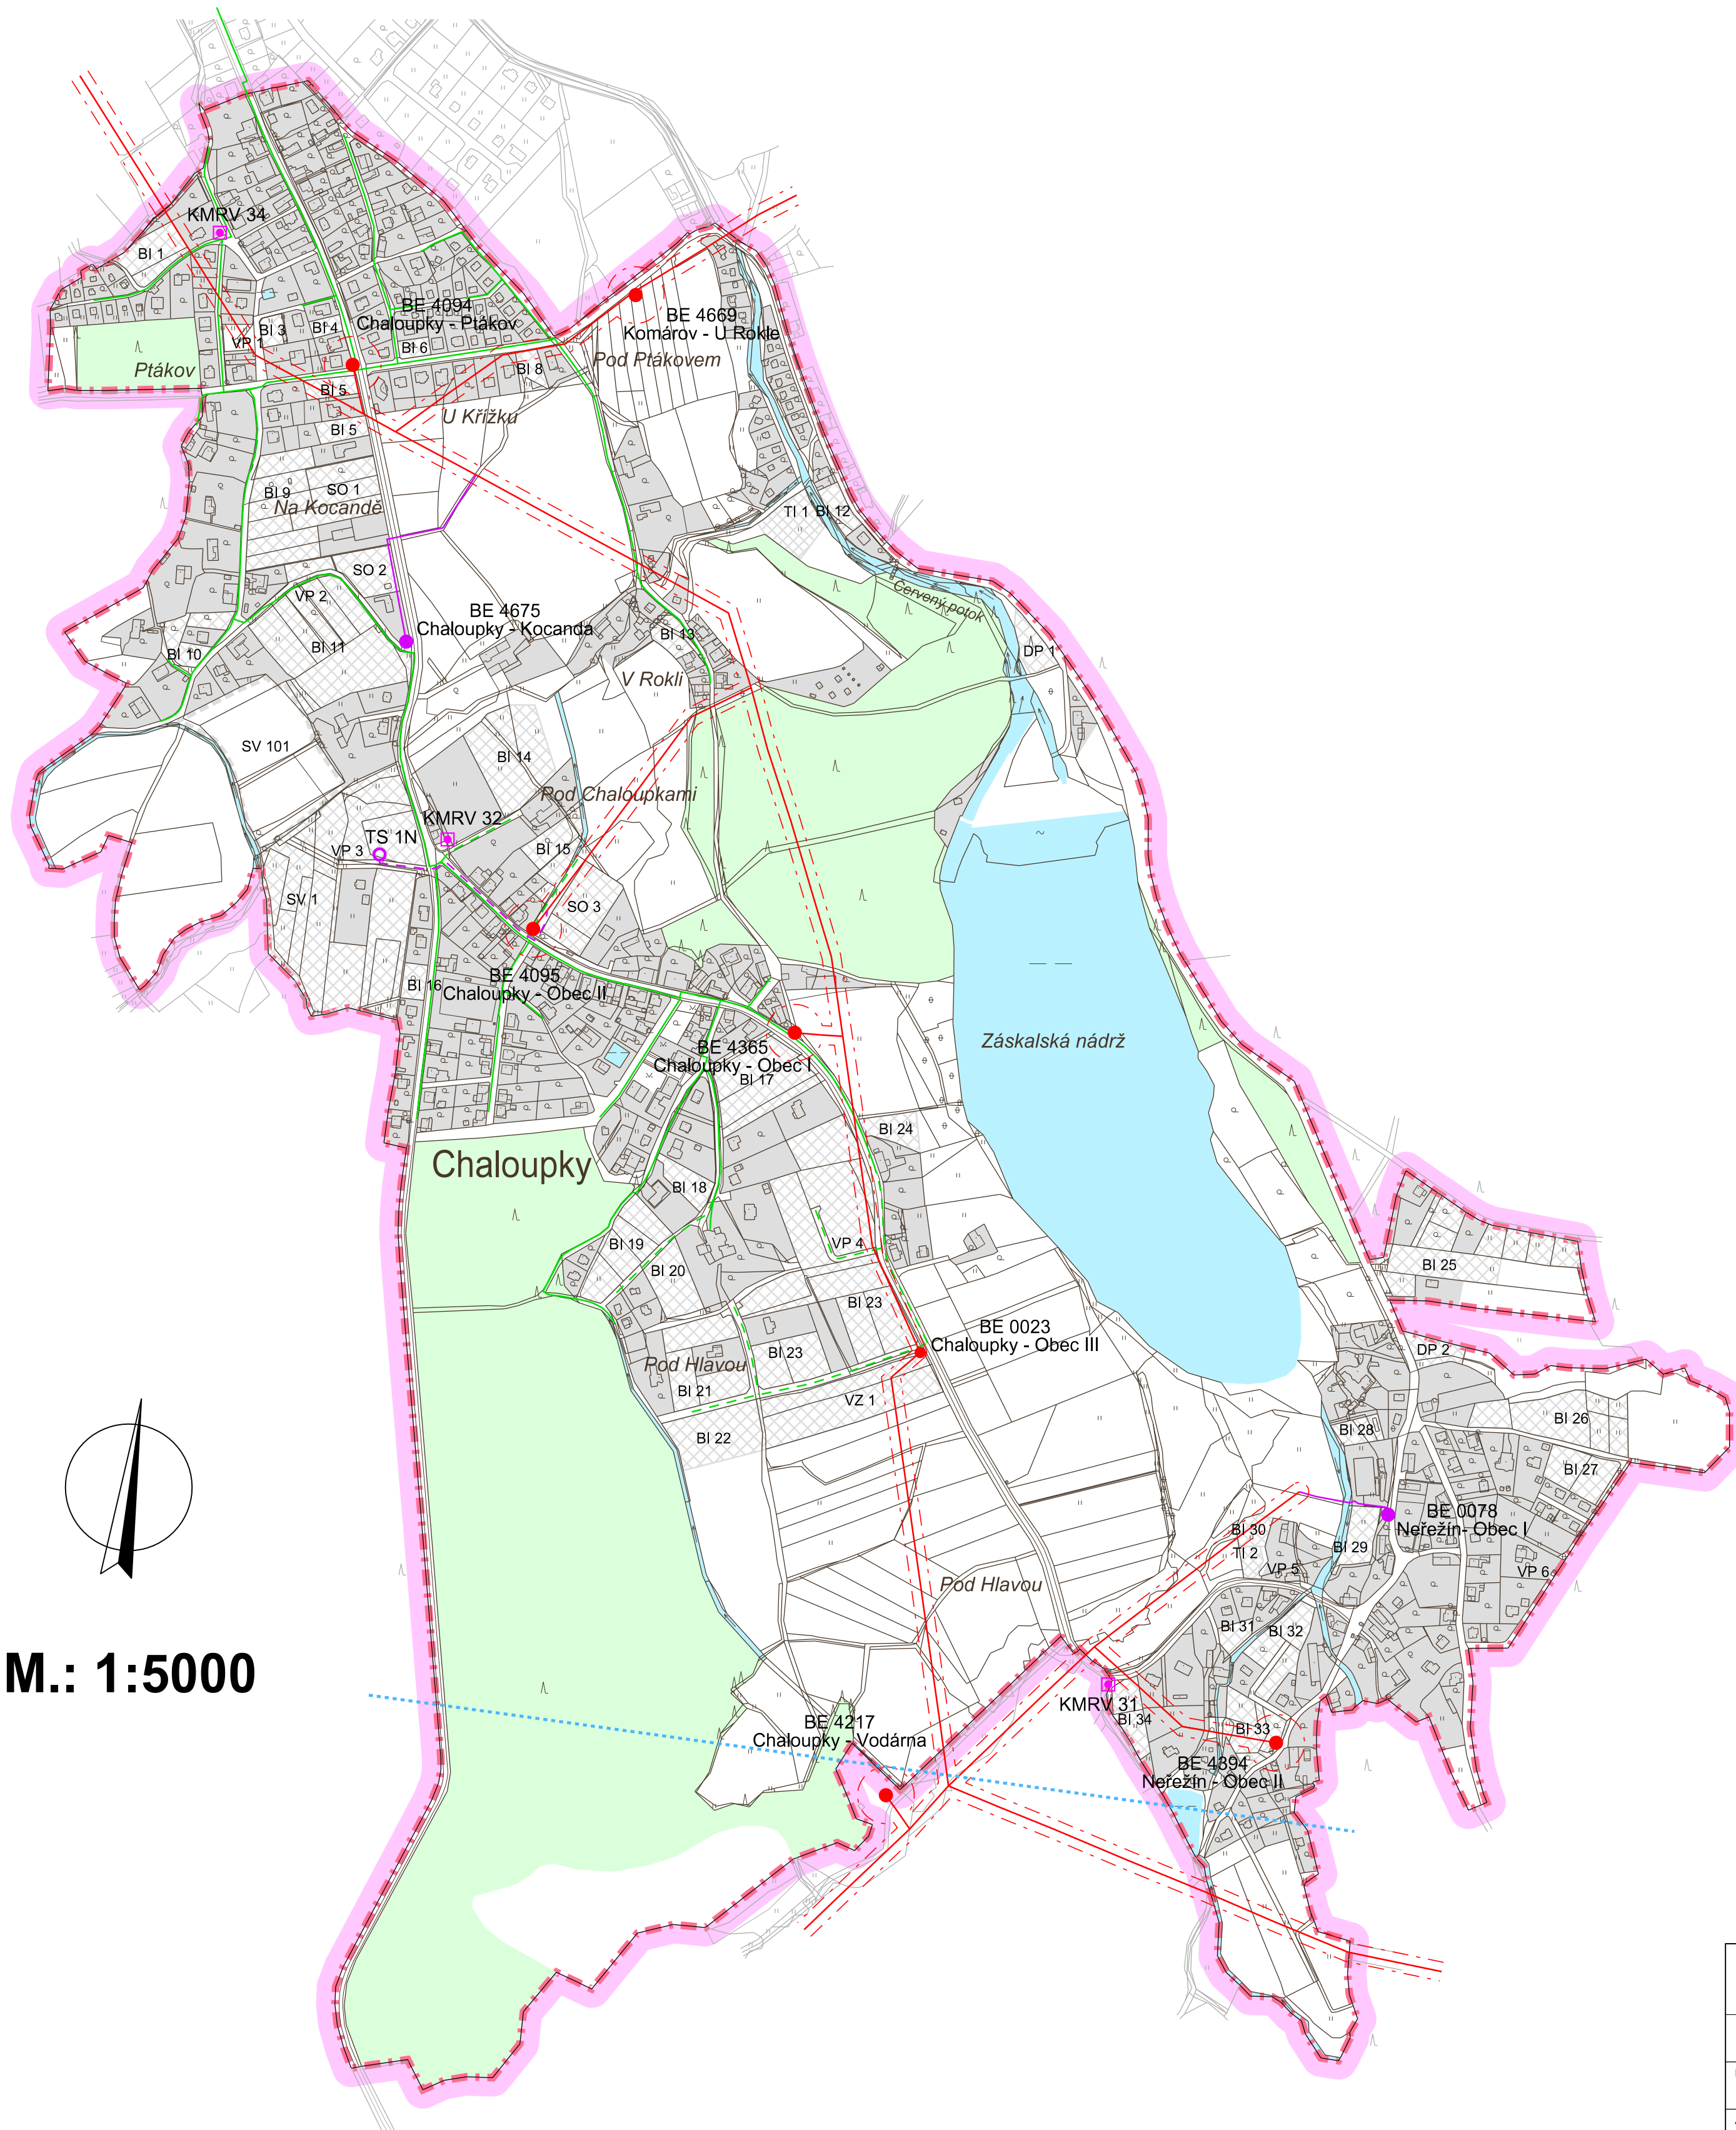 KMRV 34
BI 1
BE 4094
Chaloupky - Ptákov
BE 4669
Komárov - U Rokle
BI 3
BI 4
VP 1
BI 6
Ptákov
BI 8
Pod Ptákovem
BI 5
U Křížku
BI 5
BI 9
SO 1
Na Kocandě
TI 1
BI 12
SO 2
VP 2
Červený potok
BE 4675
Chaloupky - Kocanda
BI 13
BI 11
BI 10
DP 1
V Rokli
SV 101
BI 14
Pod Chaloupkami
KMRV 32
TS 1N
VP 3
BI 15
SV 1
SO 3
BE 4095
Chaloupky - Obec II
BI 16
Záskalská nádrž
BE 4365
Chaloupky - Obec I
BI 17
BI 24
Chaloupky
BI 18
BI 19
VP 4
BI 20
BI 25
BI 23
BE 0023
Chaloupky - Obec III
BI 23
DP 2
Pod Hlavou
BI 21
VZ 1
BI 22
BI 26
BI 28
BI 27
BE 0078
Neřežín- Obec I
BI 30
BI 29
TI 2
VP 5
VP 6
Pod Hlavou
BI 31
BI 32
M.: 1:5000
KMRV 31
BI 34
BI 33
BE 4217
Chaloupky - Vodárna
BE 4394
Neřežín - Obec II